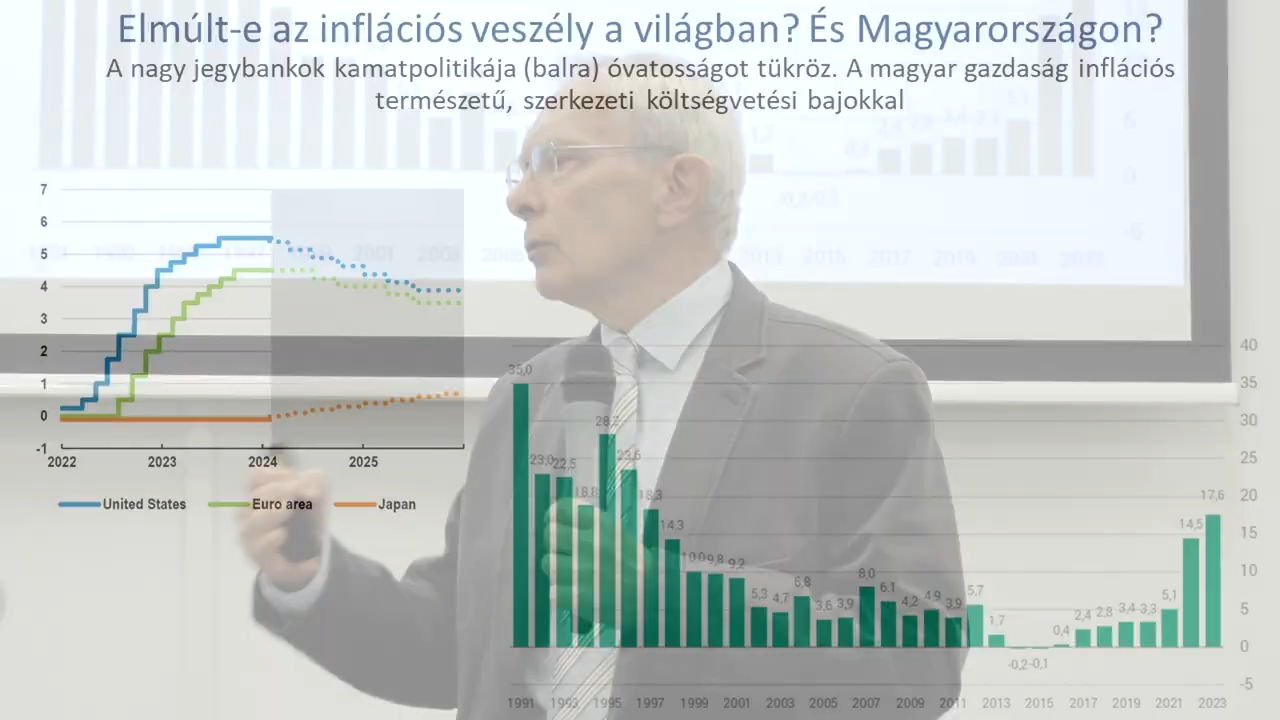 Elmúlt-e az inflációs veszély a világban? És Magyarországon?
A nagy jegybankok kamatpolitikája (balra) óvatosságot tükröz. A magyar gazdaság inflációs
természetű, szerkezeti költségvetési bajokkal
7
6
5
4
3
2
1
0
-1
2022 2023 2024 2025
United States Euro area Japan
40
35
30
25
20
15
10
5
0
-5
35,0 23,0 22,5 18,8 28,2 23,6 18,3 14,3 10,0 9,8 9,2 5,3 4,7 6,8 3,6 3,9 8,0 6,1 4,2 4,9 3,9 5,7 1,7 -0,2 -0,1 0,4 2,4 2,8 3,4 3,3 5,1 14,5 17,6
1991 1993 1995 1997 1999 2001 2003 2005 2007 2009 2011 2013 2015 2017 2019 2021 2023